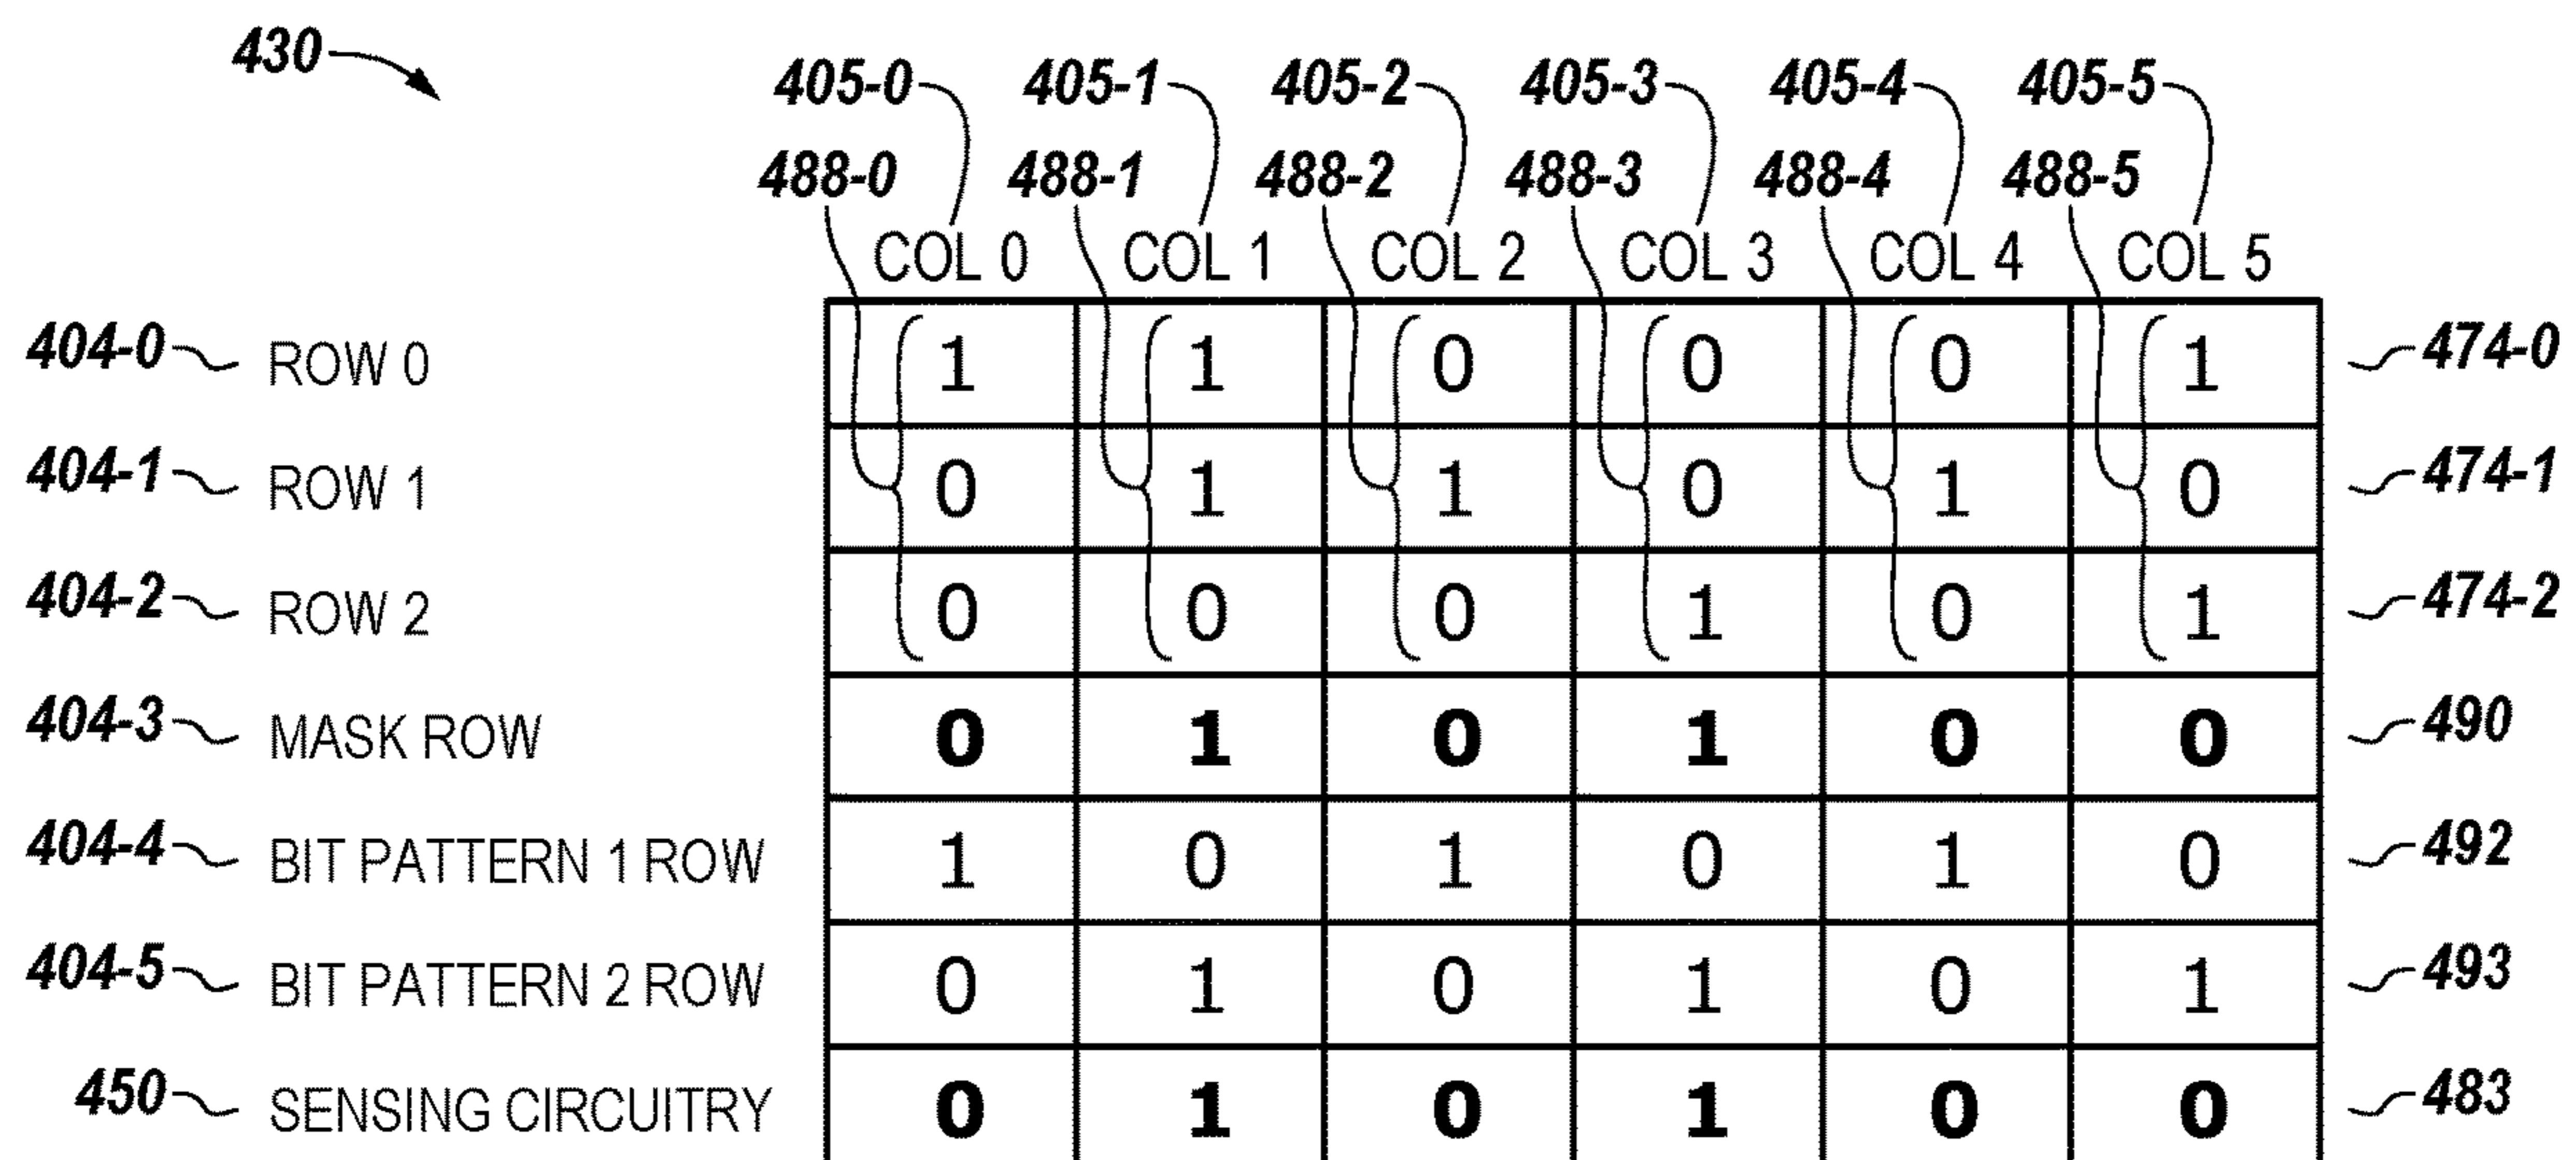 430
405-0 405-1 405-2 405-3 405-4 405-5
488-0 488-1 488-2 488-3 488-4 488-5
COL 0 COL 1 COL 2 COL 3 COL 4 COL 5
404-0 ROW 0 1 1 0 0 0 1 474-0
404-1 ROW 1 0 1 1 0 1 0 474-1
404-2 ROW 2 0 0 0 1 0 1 474-2
404-3 MASK ROW 0 1 0 1 0 0 490
404-4 BIT PATTERN 1 ROW 1 0 1 0 1 0 492
404-5 BIT PATTERN 2 ROW 0 1 0 1 0 1 493
450 SENSING CIRCUITRY 0 1 0 1 0 0 483